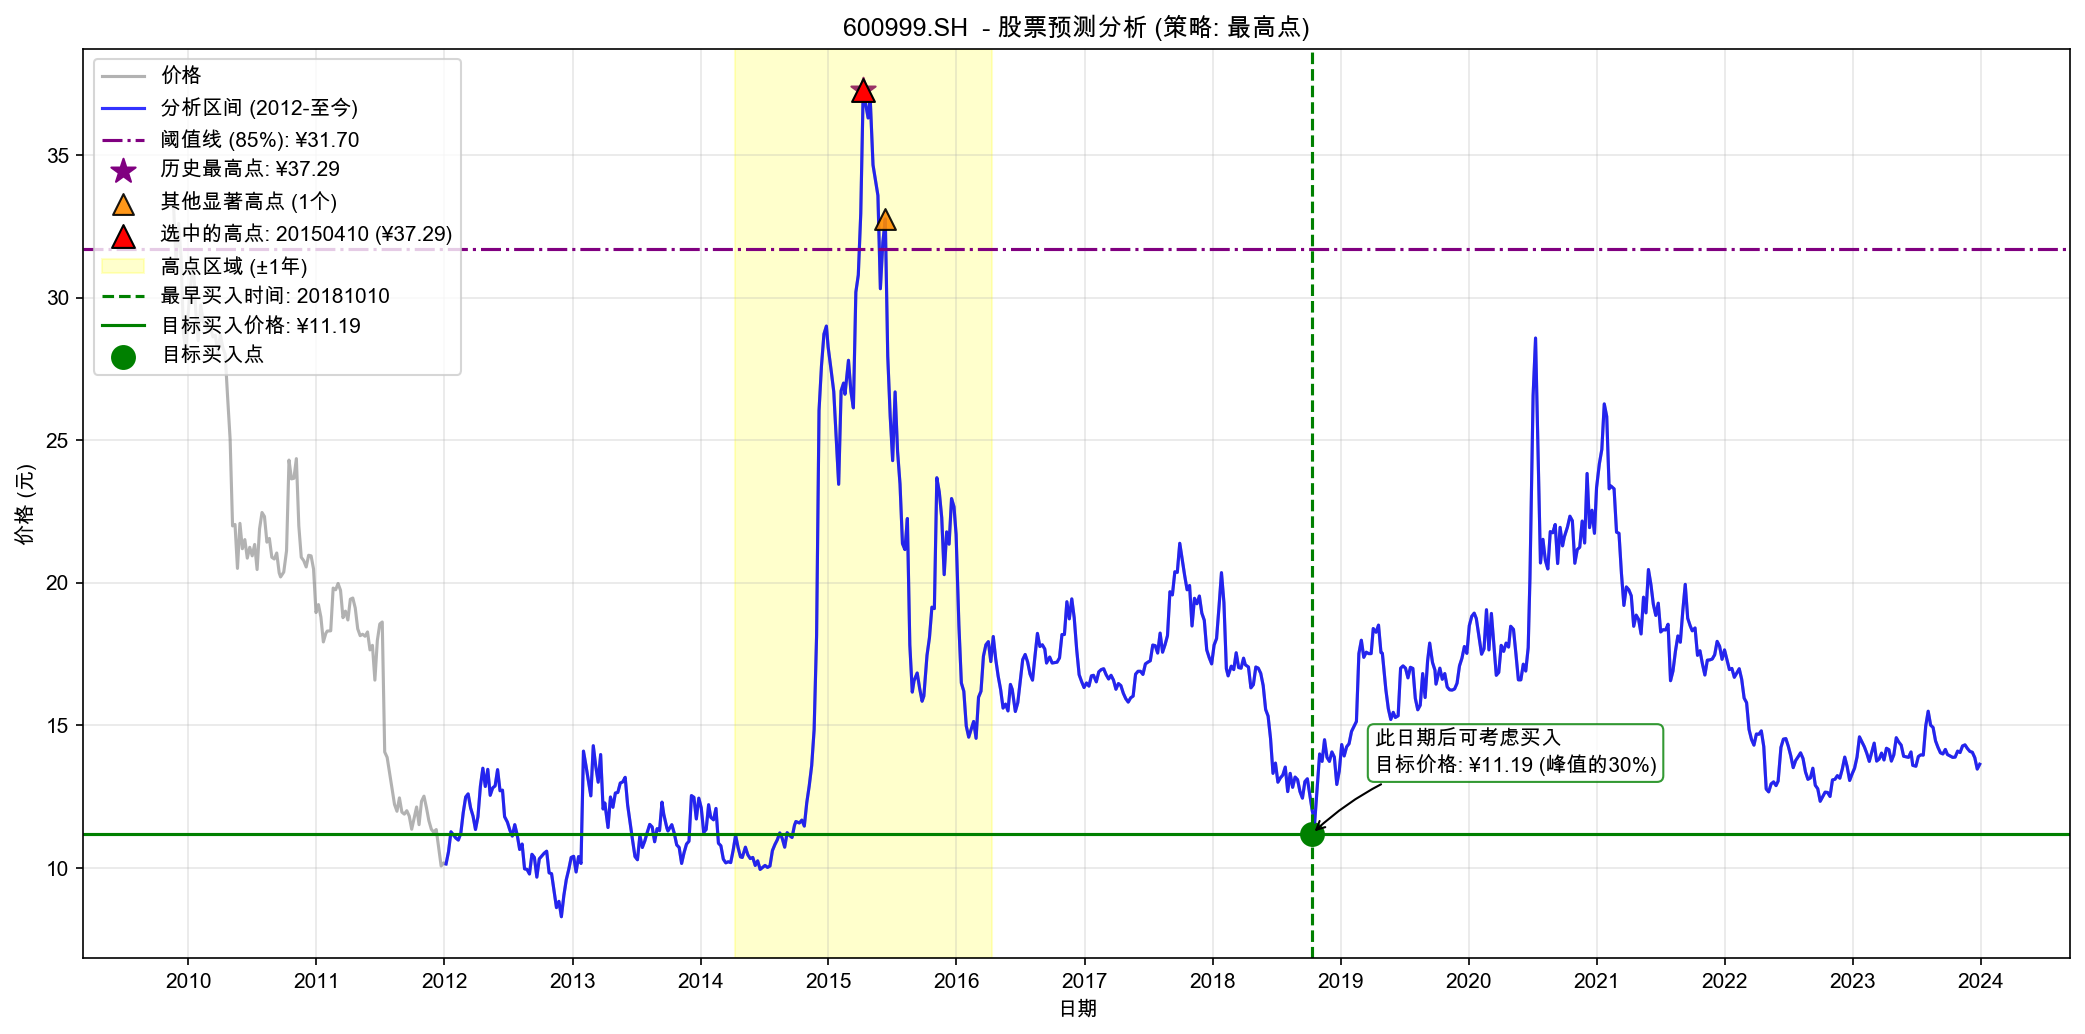 600999.SH - 股票预测分析 (策略: 最高点)
价格
分析区间 (2012-至今)
阈值线 (85%): ¥31.70
历史最高点: ¥37.29
其他显著高点 (1个)
选中的高点: 20150410 (¥37.29)
高点区域 (±1年)
最早买入时间: 20181010
目标买入价格: ¥11.19
目标买入点
价格 (元)
35
30
25
20
15
10
此日期后可考虑买入
目标价格: ¥11.19 (峰值的30%)
2010 2011 2012 2013 2014 2015 2016 2017 2018 2019 2020 2021 2022 2023 2024
日期